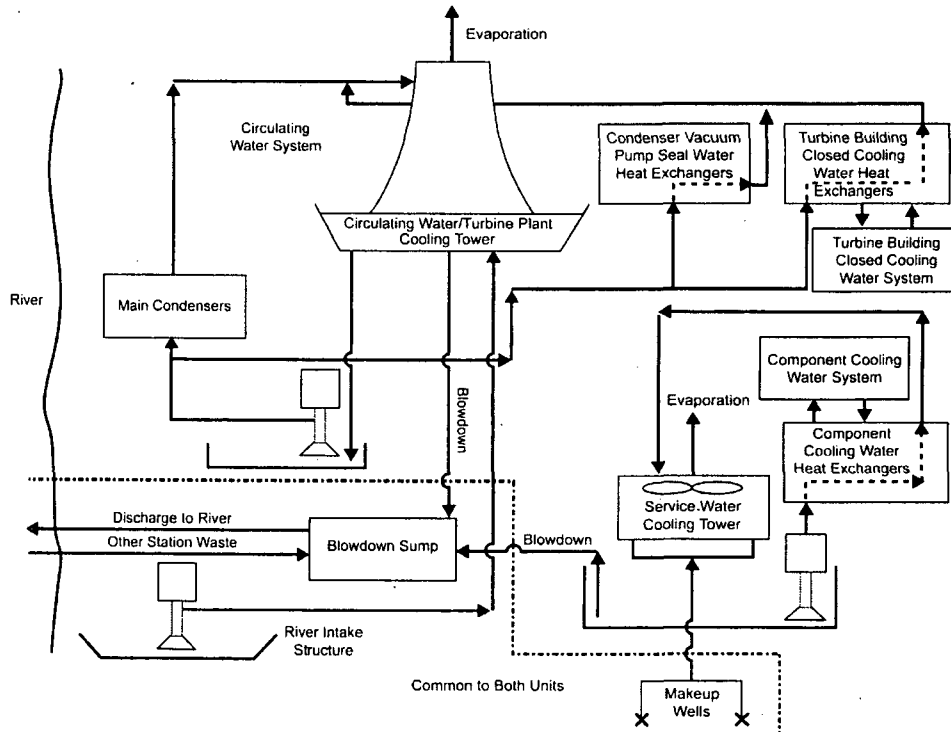 Evaporation
Circulating
Water System
Condenser Vacuum
Pump Seal Water
Heat Exchangers
Turbine Building
Closed Cooling
Water Heat
Exchangers
Circulating Water/Turbine Plant
Cooling Tower
Turbine Building
Closed Cooling
Water System
River
Main Condensers
Component Cooling
Water System
Evaporation
Blowdown
Component
Cooling Water
Heat Exchangers
Service Water
Cooling Tower
Discharge to River
Other Station Waste
Blowdown Sump
Blowdown
River Intake
Structure
Common to Both Units
Makeup
Wells